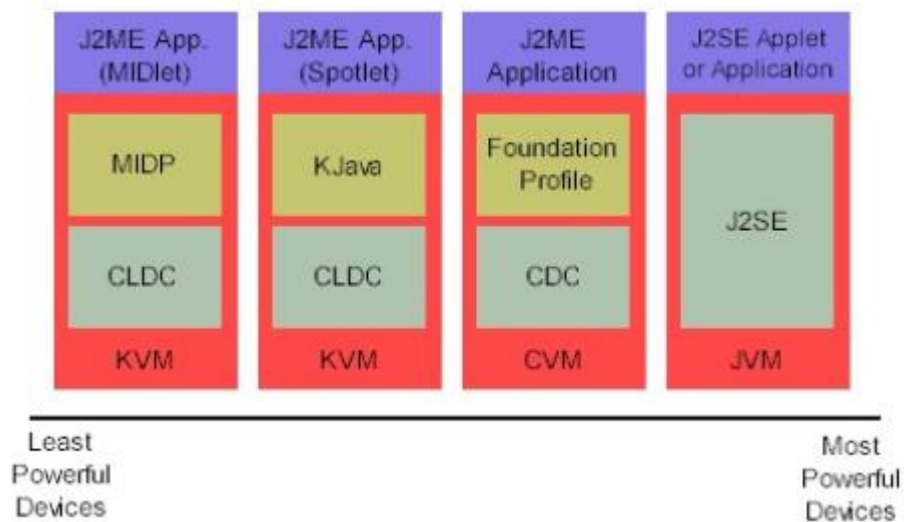 J2ME App.
(MIDlet)
MIDP
CLDC
KVM
J2ME App.
(Spotlet)
KJava
CLDC
KVM
J2ME
Application
Foundation
Profile
CDC
CVM
J2SE Applet
or Application
J2SE
JVM
Least
Powerful
Devices
Most
Powerful
Devices